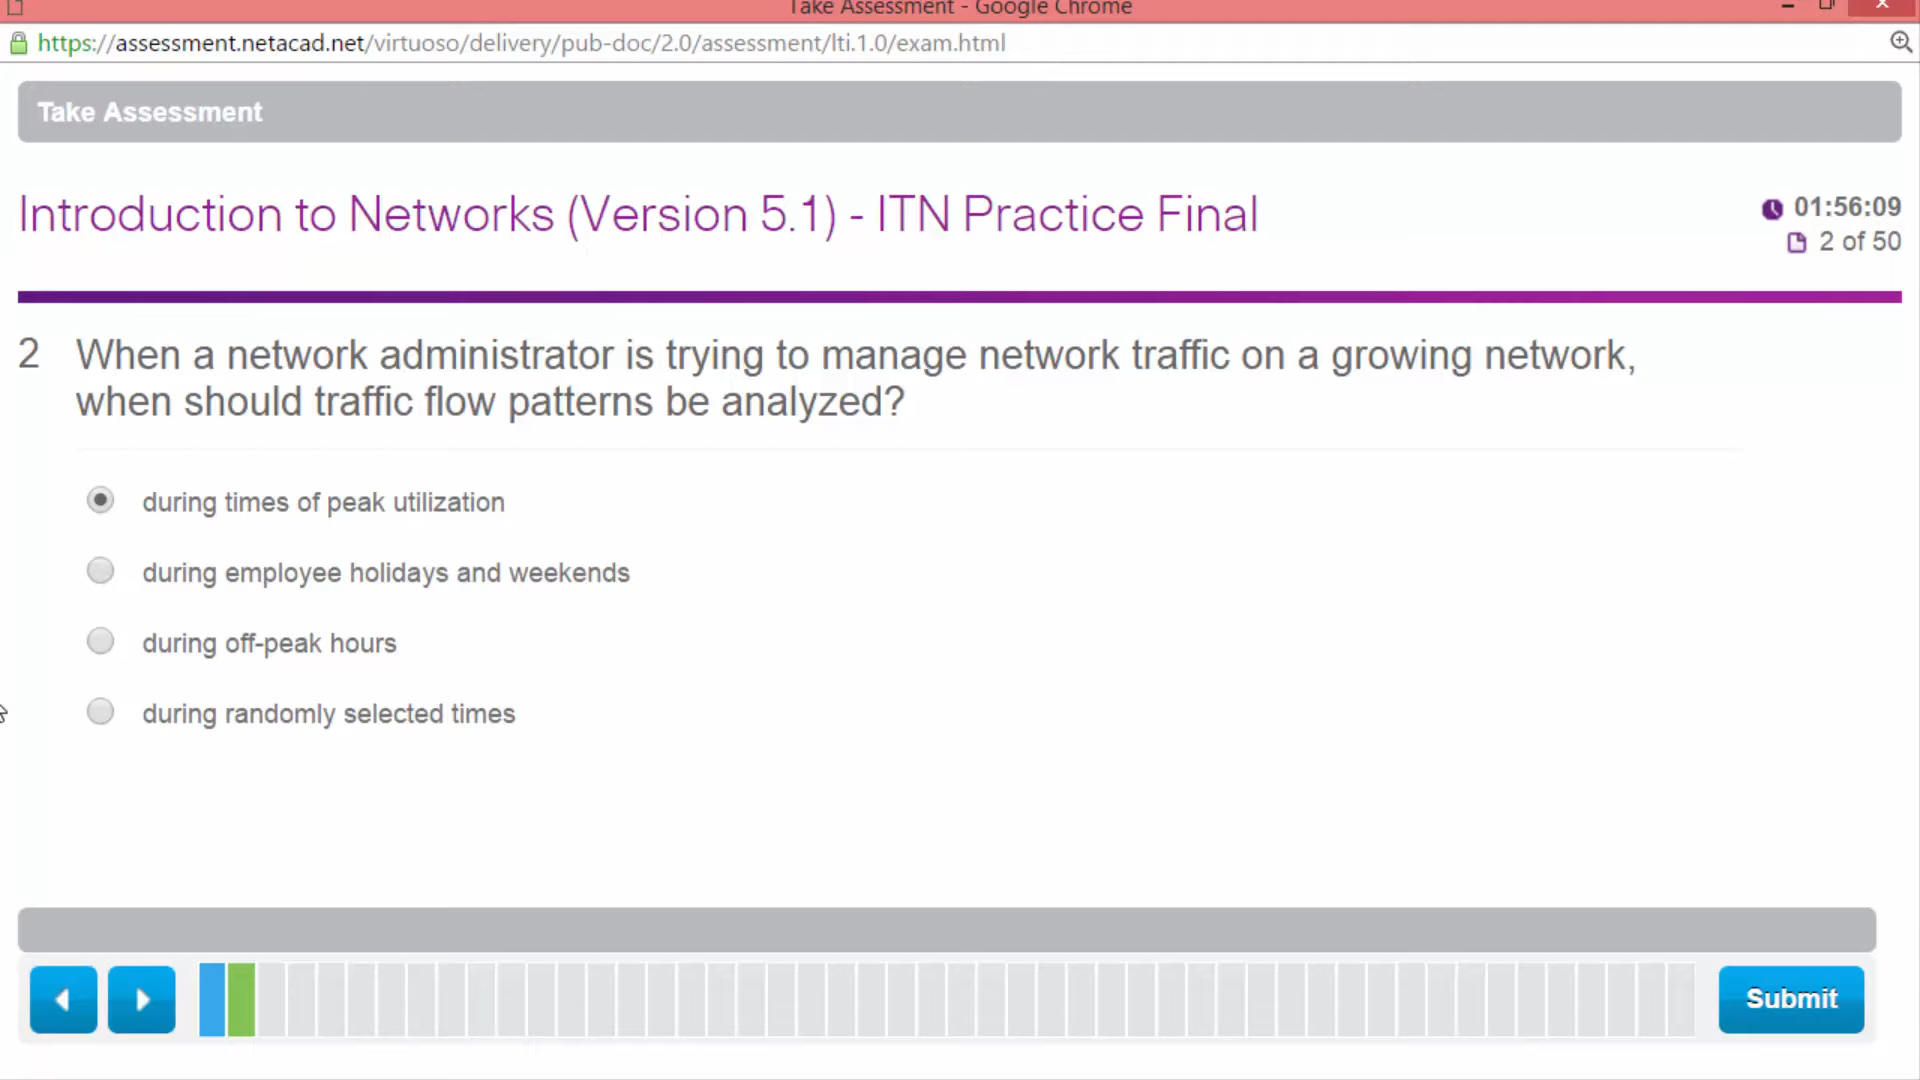 Take Assessment - Google Chrome
https://assessment.netacad.net/virtuoso/delivery/pub-doc/2.0/assessment/lti.1.0/exam.html
Take Assessment
Introduction to Networks (Version 5.1) - ITN Practice Final
01:56:09
2 of 50
2 When a network administrator is trying to manage network traffic on a growing network,
when should traffic flow patterns be analyzed?
during times of peak utilization
during employee holidays and weekends
during off-peak hours
during randomly selected times
Submit